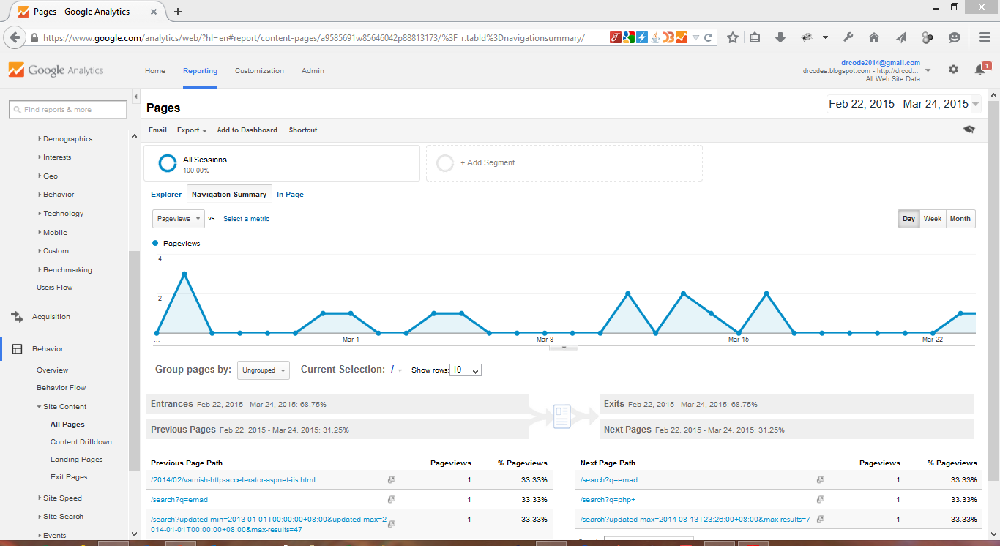 Pages - Google Analytics
https://www.google.com/analytics/web/?hl=en#report/content-pages/a9585691w85646042p88813173/%3F_r.tabId%3Dnavigationsummary/
Google Analytics
Home Reporting Customization Admin
drcode2014@gmail.com
drcodes.blogspot.com - http://drcod...
All Web Site Data
1
Find reports & more
Demographics
Interests
Geo
Behavior
Technology
Mobile
Custom
Benchmarking
Users Flow
Acquisition
Behavior
Overview
Behavior Flow
Site Content
All Pages
Content Drilldown
Landing Pages
Exit Pages
Site Speed
Site Search
Events
Pages
Feb 22, 2015 - Mar 24, 2015
Email Export Add to Dashboard Shortcut
All Sessions
100.00%
+ Add Segment
Explorer Navigation Summary In-Page
Pageviews vs. Select a metric
Day Week Month
Pageviews
4
2
... Mar 1 Mar 8 Mar 15 Mar 22
Group pages by: Ungrouped Current Selection: / Show rows: 10
Entrances Feb 22, 2015 - Mar 24, 2015: 68.75%
Exits Feb 22, 2015 - Mar 24, 2015: 68.75%
Previous Pages Feb 22, 2015 - Mar 24, 2015: 31.25%
Next Pages Feb 22, 2015 - Mar 24, 2015: 31.25%
Previous Page Path Pageviews % Pageviews
/2014/02/varnish-http-accelerator-aspnet-iis.html 1 33.33%
/search?q=emad 1 33.33%
/search?updated-min=2013-01-01T00:00:00+08:00&updated-max=2 1 33.33%
014-01-01T00:00:00+08:00&max-results=47
Next Page Path Pageviews % Pageviews
/search?q=emad 1 33.33%
/search?q=php+ 1 33.33%
/search?updated-max=2014-08-13T23:26:00+08:00&max-results=7 1 33.33%